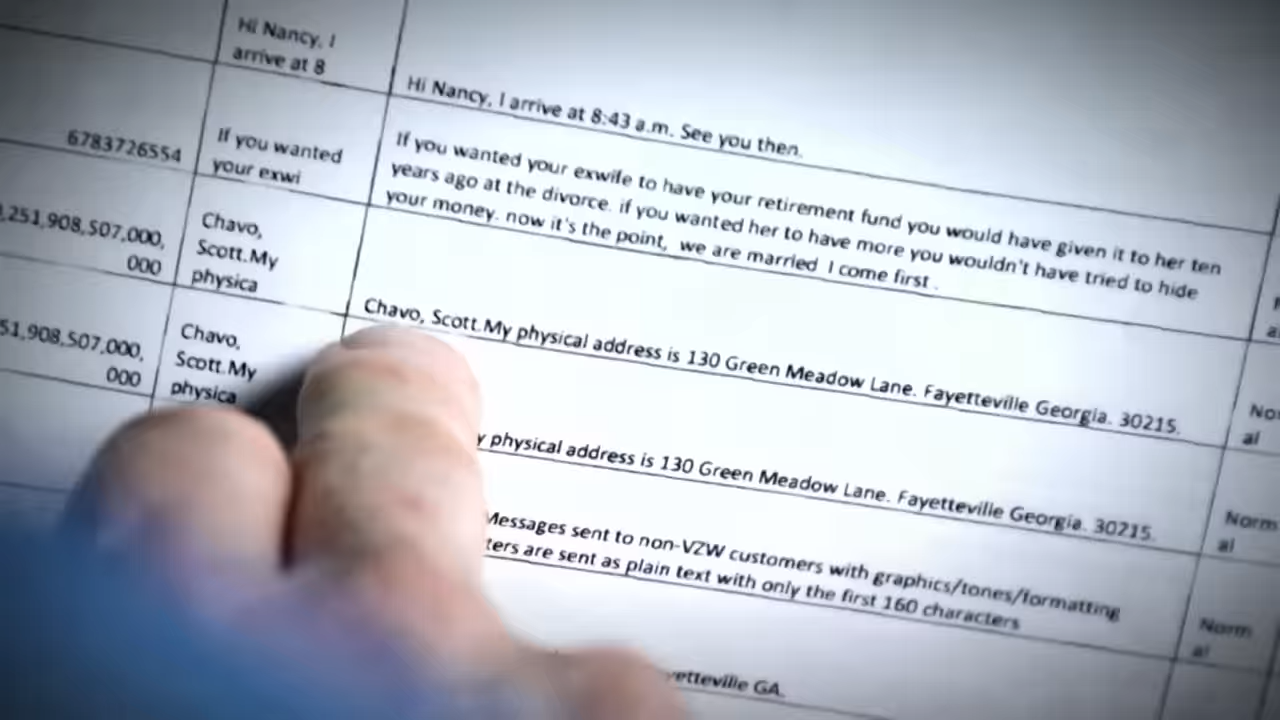 Hi Nancy, I
arrive at 8
Hi Nancy, I arrive at 8:43 a.m. See you then.
6783726554
If you wanted
your exwi
If you wanted your exwife to have your retirement fund you would have given it to her ten
years ago at the divorce. if you wanted her to have more you wouldn't have tried to hide
your money. now it's the point, we are married I come first .
,251,908,507,000,
000
Chavo,
Scott.My
physica
Chavo, Scott.My physical address is 130 Green Meadow Lane. Fayetteville Georgia. 30215.
No
al
51,908,507,000,
000
Chavo,
Scott.My
physica
y physical address is 130 Green Meadow Lane. Fayetteville Georgia. 30215.
Norm
al
Messages sent to non-VZW customers with graphics/tones/formatting
ters are sent as plain text with only the first 160 characters
Norm
al
yetteville GA.